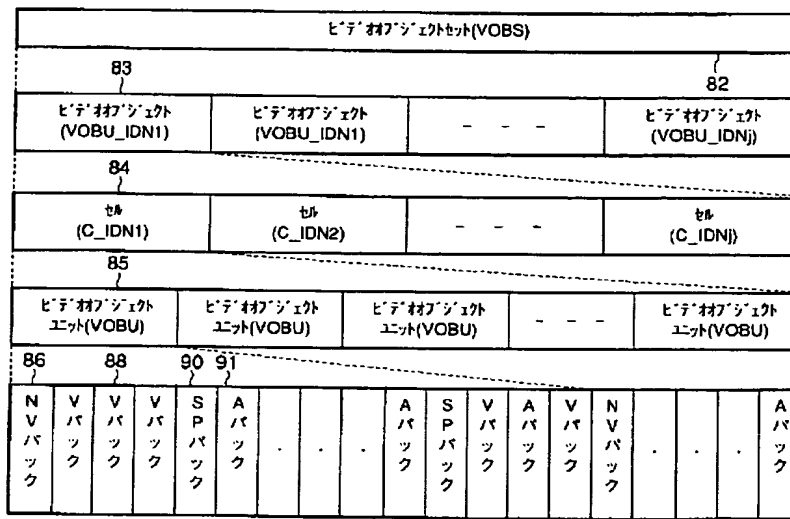 ﾋﾞﾃﾞｵｵﾌﾞｼﾞｪｸﾄｾｯﾄ(VOBS)
83
82
ﾋﾞﾃﾞｵｵﾌﾞｼﾞｪｸﾄ
(VOBU_IDN1)
ﾋﾞﾃﾞｵｵﾌﾞｼﾞｪｸﾄ
(VOBU_IDN1)
- - -
ﾋﾞﾃﾞｵｵﾌﾞｼﾞｪｸﾄ
(VOBU_IDNj)
84
ｾﾙ
(C_IDN1)
ｾﾙ
(C_IDN2)
- - -
ｾﾙ
(C_IDNj)
85
ﾋﾞﾃﾞｵｵﾌﾞｼﾞｪｸﾄ
ﾕﾆｯﾄ(VOBU)
ﾋﾞﾃﾞｵｵﾌﾞｼﾞｪｸﾄ
ﾕﾆｯﾄ(VOBU)
ﾋﾞﾃﾞｵｵﾌﾞｼﾞｪｸﾄ
ﾕﾆｯﾄ(VOBU)
- - -
ﾋﾞﾃﾞｵｵﾌﾞｼﾞｪｸﾄ
ﾕﾆｯﾄ(VOBU)
86
88
90
91
NVパック
Vパック
Vパック
Vパック
SPパック
Aパック
.
.
.
Aパック
SPパック
Vパック
Aパック
Vパック
NVパック
.
.
.
Aパック